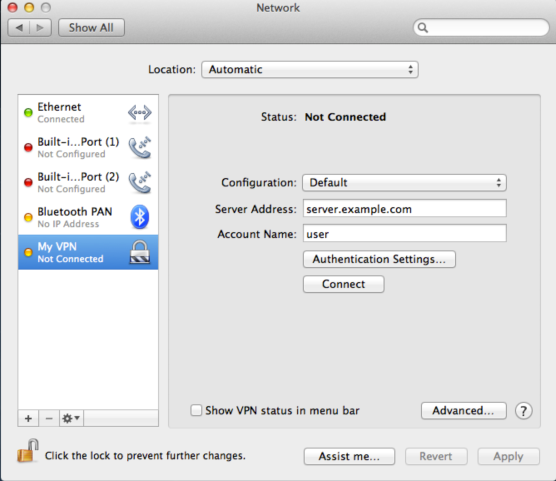 Network
Show All
Location: Automatic
Ethernet
Connected
Built-i...Port (1)
Not Configured
Built-i...Port (2)
Not Configured
Bluetooth PAN
No IP Address
My VPN
Not Connected
Status: Not Connected
Configuration: Default
Server Address: server.example.com
Account Name: user
Authentication Settings...
Connect
Show VPN status in menu bar
Advanced... ?
+ −
Click the lock to prevent further changes.
Assist me... Revert Apply